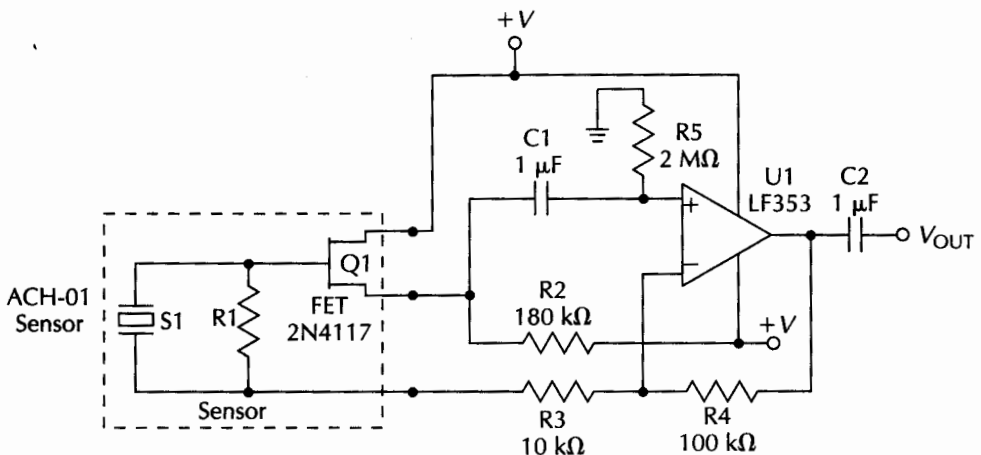 +V
R5
2 MΩ
C1
1 μF
U1
LF353
C2
1 μF
+
−
VOUT
Q1
FET
2N4117
ACH-01
Sensor
S1
R1
R2
180 kΩ
+V
Sensor
R3
10 kΩ
R4
100 kΩ